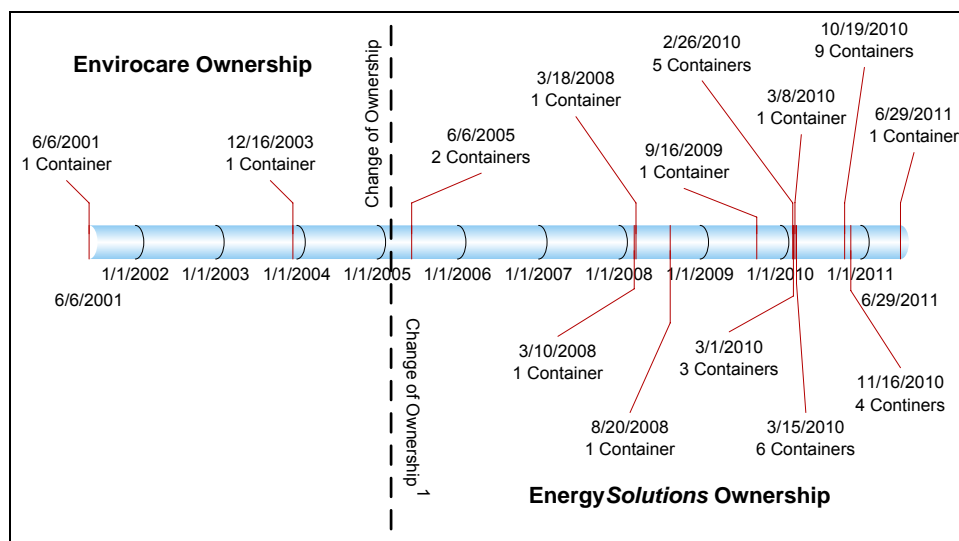 Envirocare Ownership
Change of Ownership
6/6/2001
1 Container
12/16/2003
1 Container
6/6/2005
2 Containers
3/18/2008
1 Container
9/16/2009
1 Container
2/26/2010
5 Containers
3/8/2010
1 Container
10/19/2010
9 Containers
6/29/2011
1 Container
1/1/2002
1/1/2003
1/1/2004
1/1/2005
1/1/2006
1/1/2007
1/1/2008
1/1/2009
1/1/2010
1/1/2011
6/6/2001
6/29/2011
Change of Ownership 1
3/10/2008
1 Container
8/20/2008
1 Container
3/1/2010
3 Containers
3/15/2010
6 Containers
11/16/2010
4 Continers
EnergySolutions Ownership